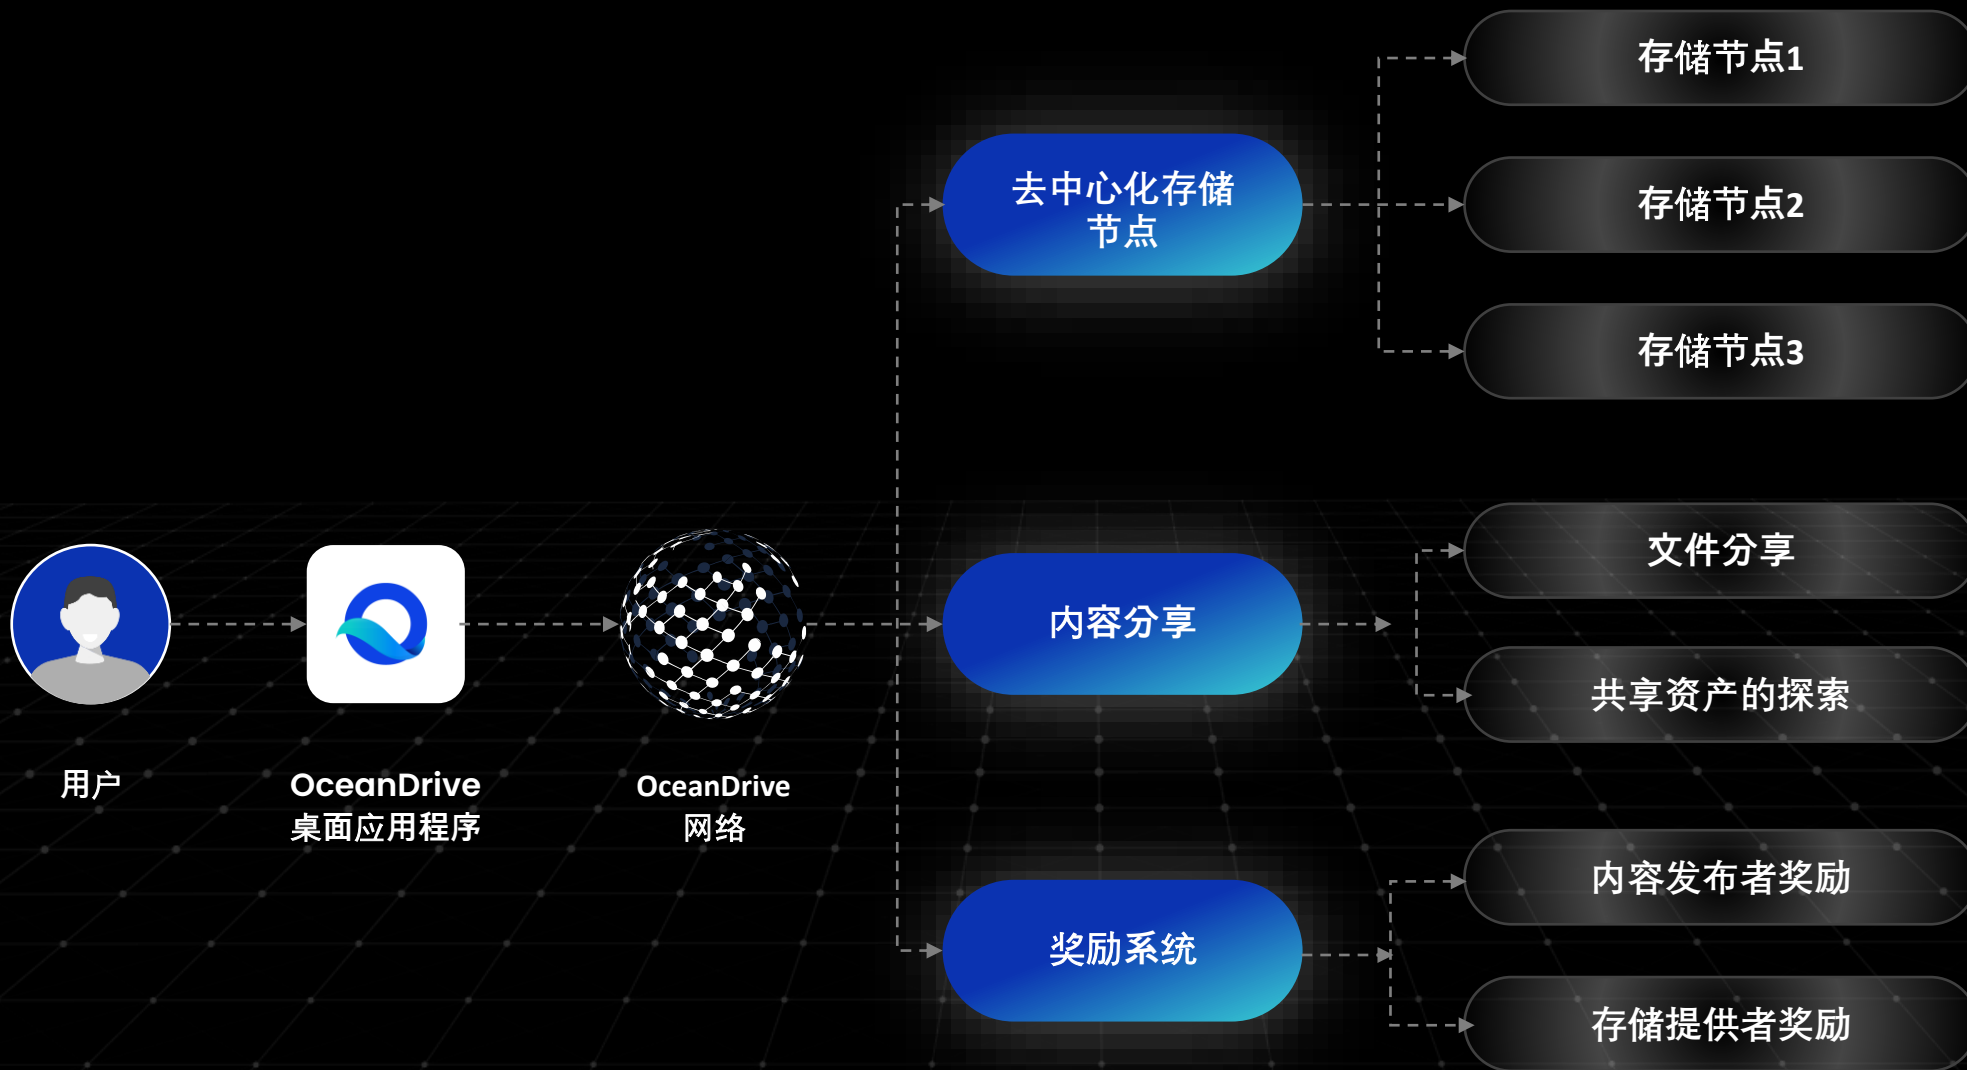 存储节点1
去中心化存储
节点
存储节点2
存储节点3
文件分享
内容分享
共享资产的探索
用户
OceanDrive
桌面应用程序
OceanDrive
网络
内容发布者奖励
奖励系统
存储提供者奖励